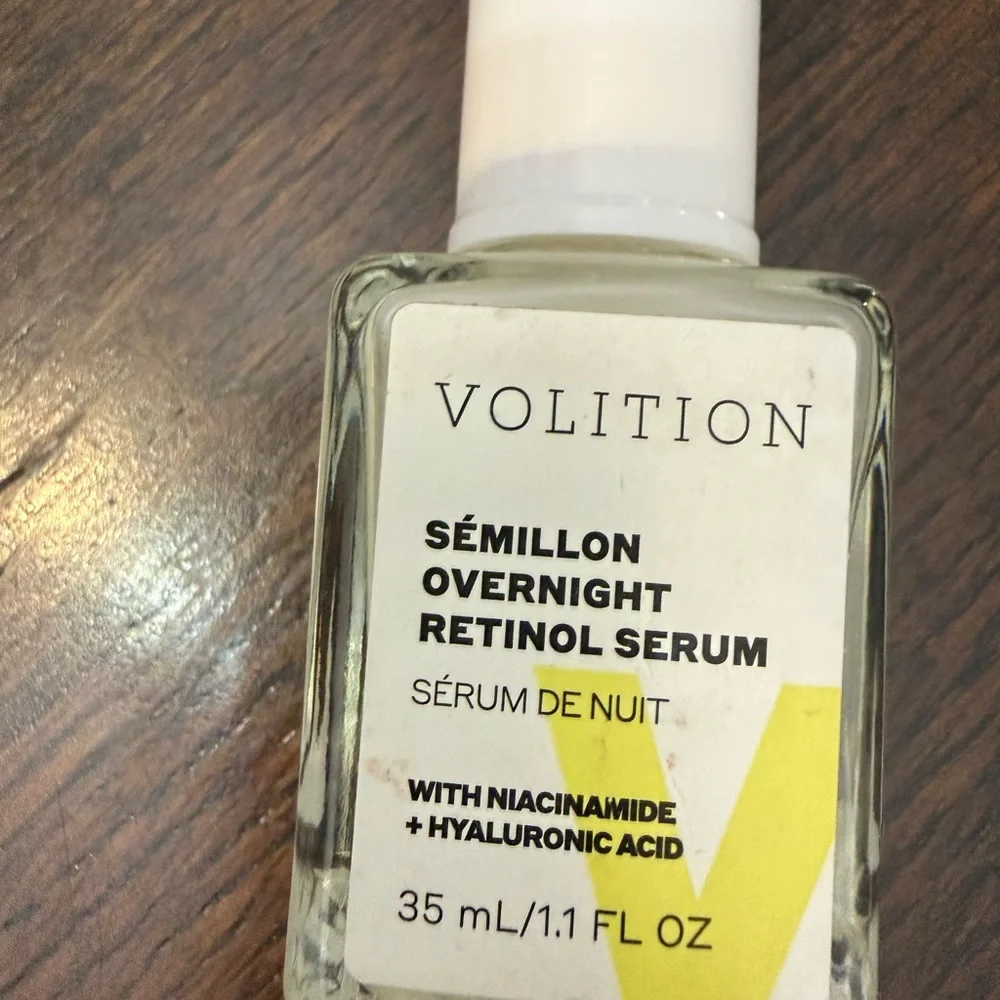 VOLITION
SÉMILLON
OVERNIGHT
RETINOL SERUM
SÉRUM DE NUIT
WITH NIACINAMIDE
+ HYALURONIC ACID
35 mL/1.1 FL OZ